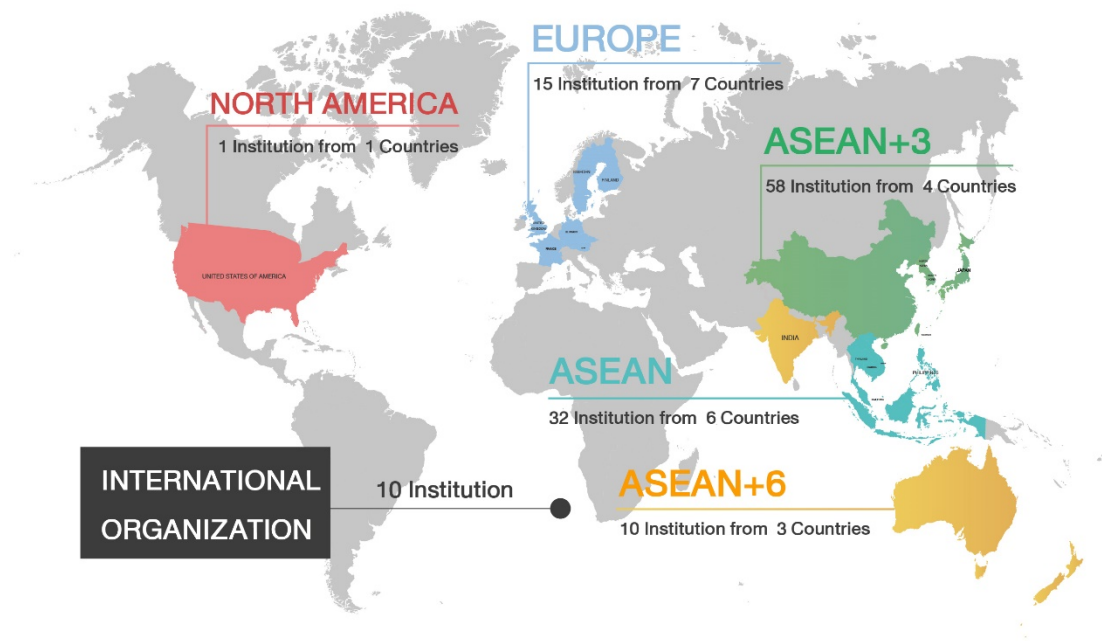 EUROPE
15 Institution from 7 Countries
NORTH AMERICA
1 Institution from 1 Countries
ASEAN+3
58 Institution from 4 Countries
FINLAND
UNITED STATES OF AMERICA
JAPAN
INDIA
ASEAN
32 Institution from 6 Countries
PHILIPPINES
INTERNATIONAL
ORGANIZATION
10 Institution
ASEAN+6
10 Institution from 3 Countries